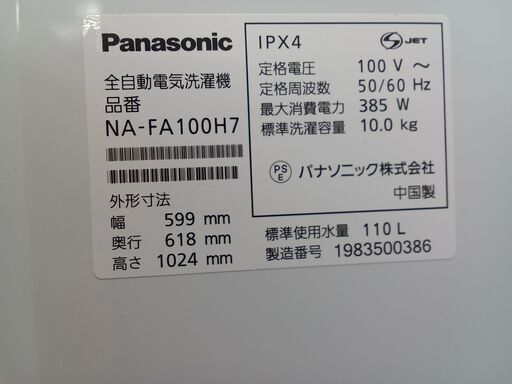 Panasonic
全自動電気洗濯機
品番
NA-FA100H7
外形寸法
幅 599 mm
奥行 618 mm
高さ 1024 mm
IPX4
S JET
定格電圧 100 V ～
定格周波数 50/60 Hz
最大消費電力 385 W
標準洗濯容量 10.0 kg
PS E パナソニック株式会社
中国製
標準使用水量 110 L
製造番号 1983500386